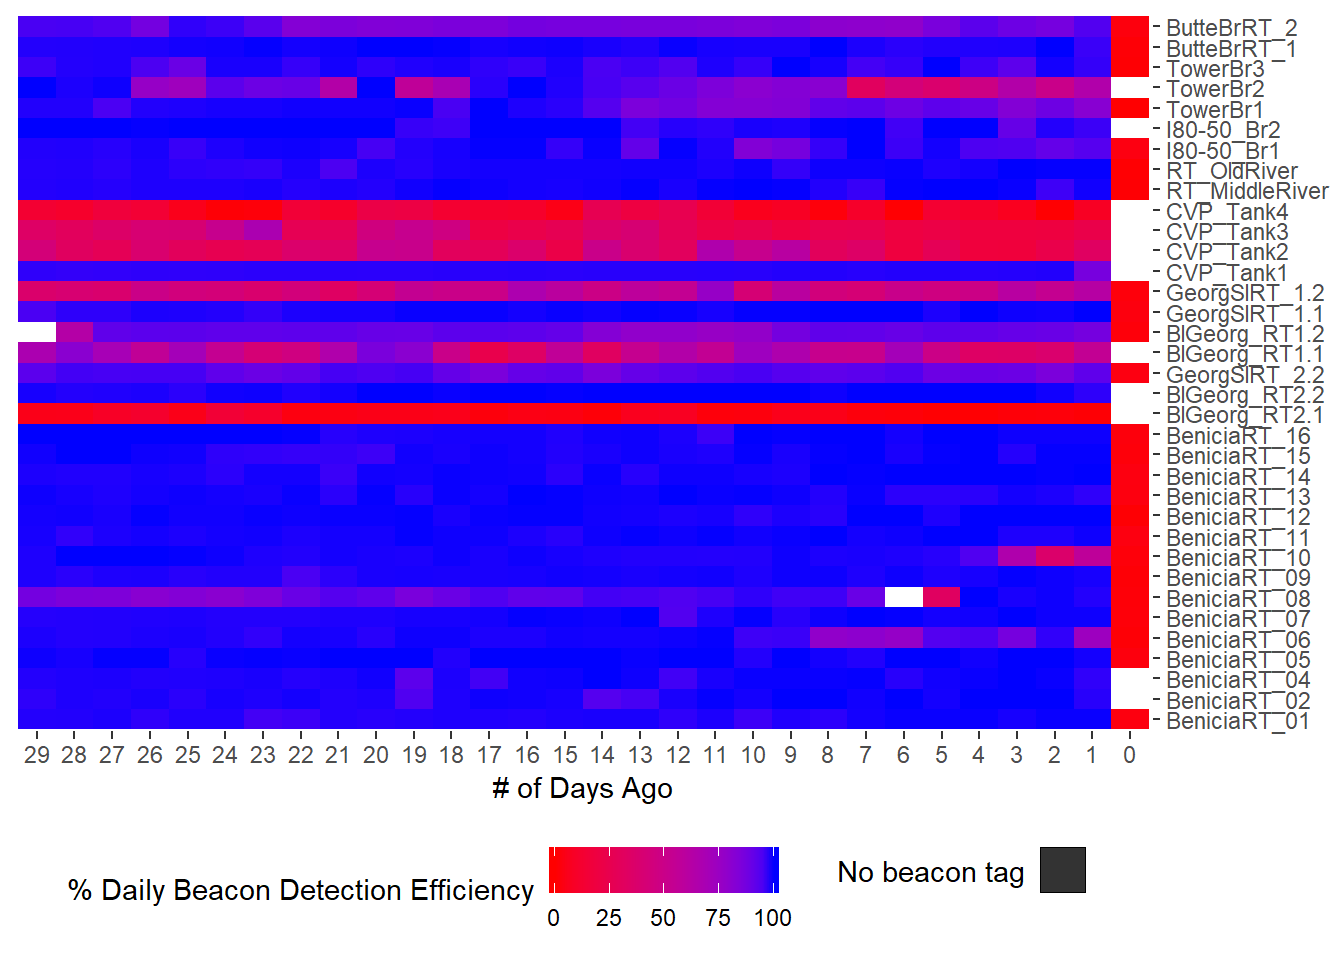 ButteBrRT_2
ButteBrRT_1
TowerBr3
TowerBr2
TowerBr1
I80-50_Br2
I80-50_Br1
RT_OldRiver
RT_MiddleRiver
CVP_Tank4
CVP_Tank3
CVP_Tank2
CVP_Tank1
GeorgSlRT_1.2
GeorgSlRT_1.1
BlGeorg_RT1.2
BlGeorg_RT1.1
GeorgSlRT_2.2
BlGeorg_RT2.2
BlGeorg_RT2.1
BeniciaRT_16
BeniciaRT_15
BeniciaRT_14
BeniciaRT_13
BeniciaRT_12
BeniciaRT_11
BeniciaRT_10
BeniciaRT_09
BeniciaRT_08
BeniciaRT_07
BeniciaRT_06
BeniciaRT_05
BeniciaRT_04
BeniciaRT_02
BeniciaRT_01
29 28 27 26 25 24 23 22 21 20 19 18 17 16 15 14 13 12 11 10 9 8 7 6 5 4 3 2 1 0
# of Days Ago
% Daily Beacon Detection Efficiency
0 25 50 75 100
No beacon tag